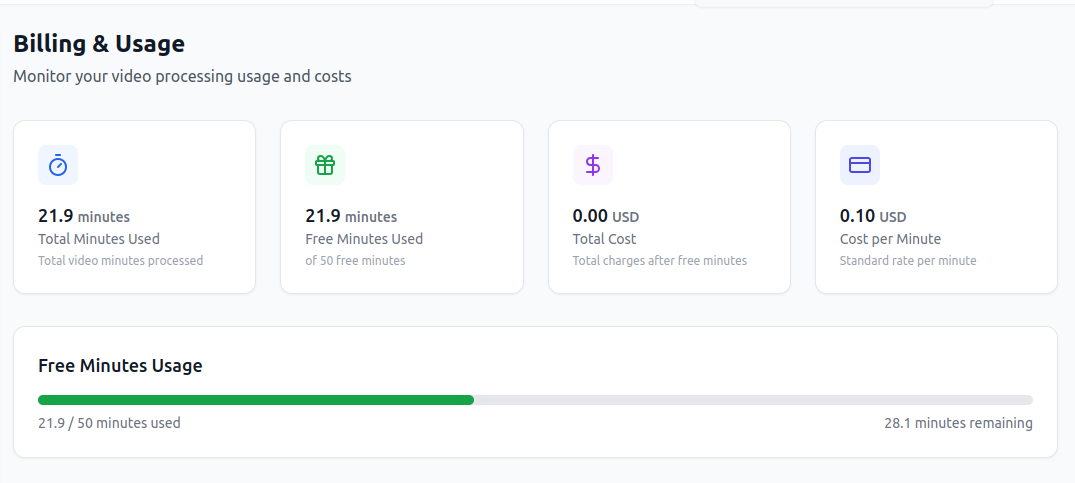 Billing & Usage
Monitor your video processing usage and costs
21.9 minutes
Total Minutes Used
Total video minutes processed
21.9 minutes
Free Minutes Used
of 50 free minutes
0.00 USD
Total Cost
Total charges after free minutes
0.10 USD
Cost per Minute
Standard rate per minute
Free Minutes Usage
21.9 / 50 minutes used
28.1 minutes remaining